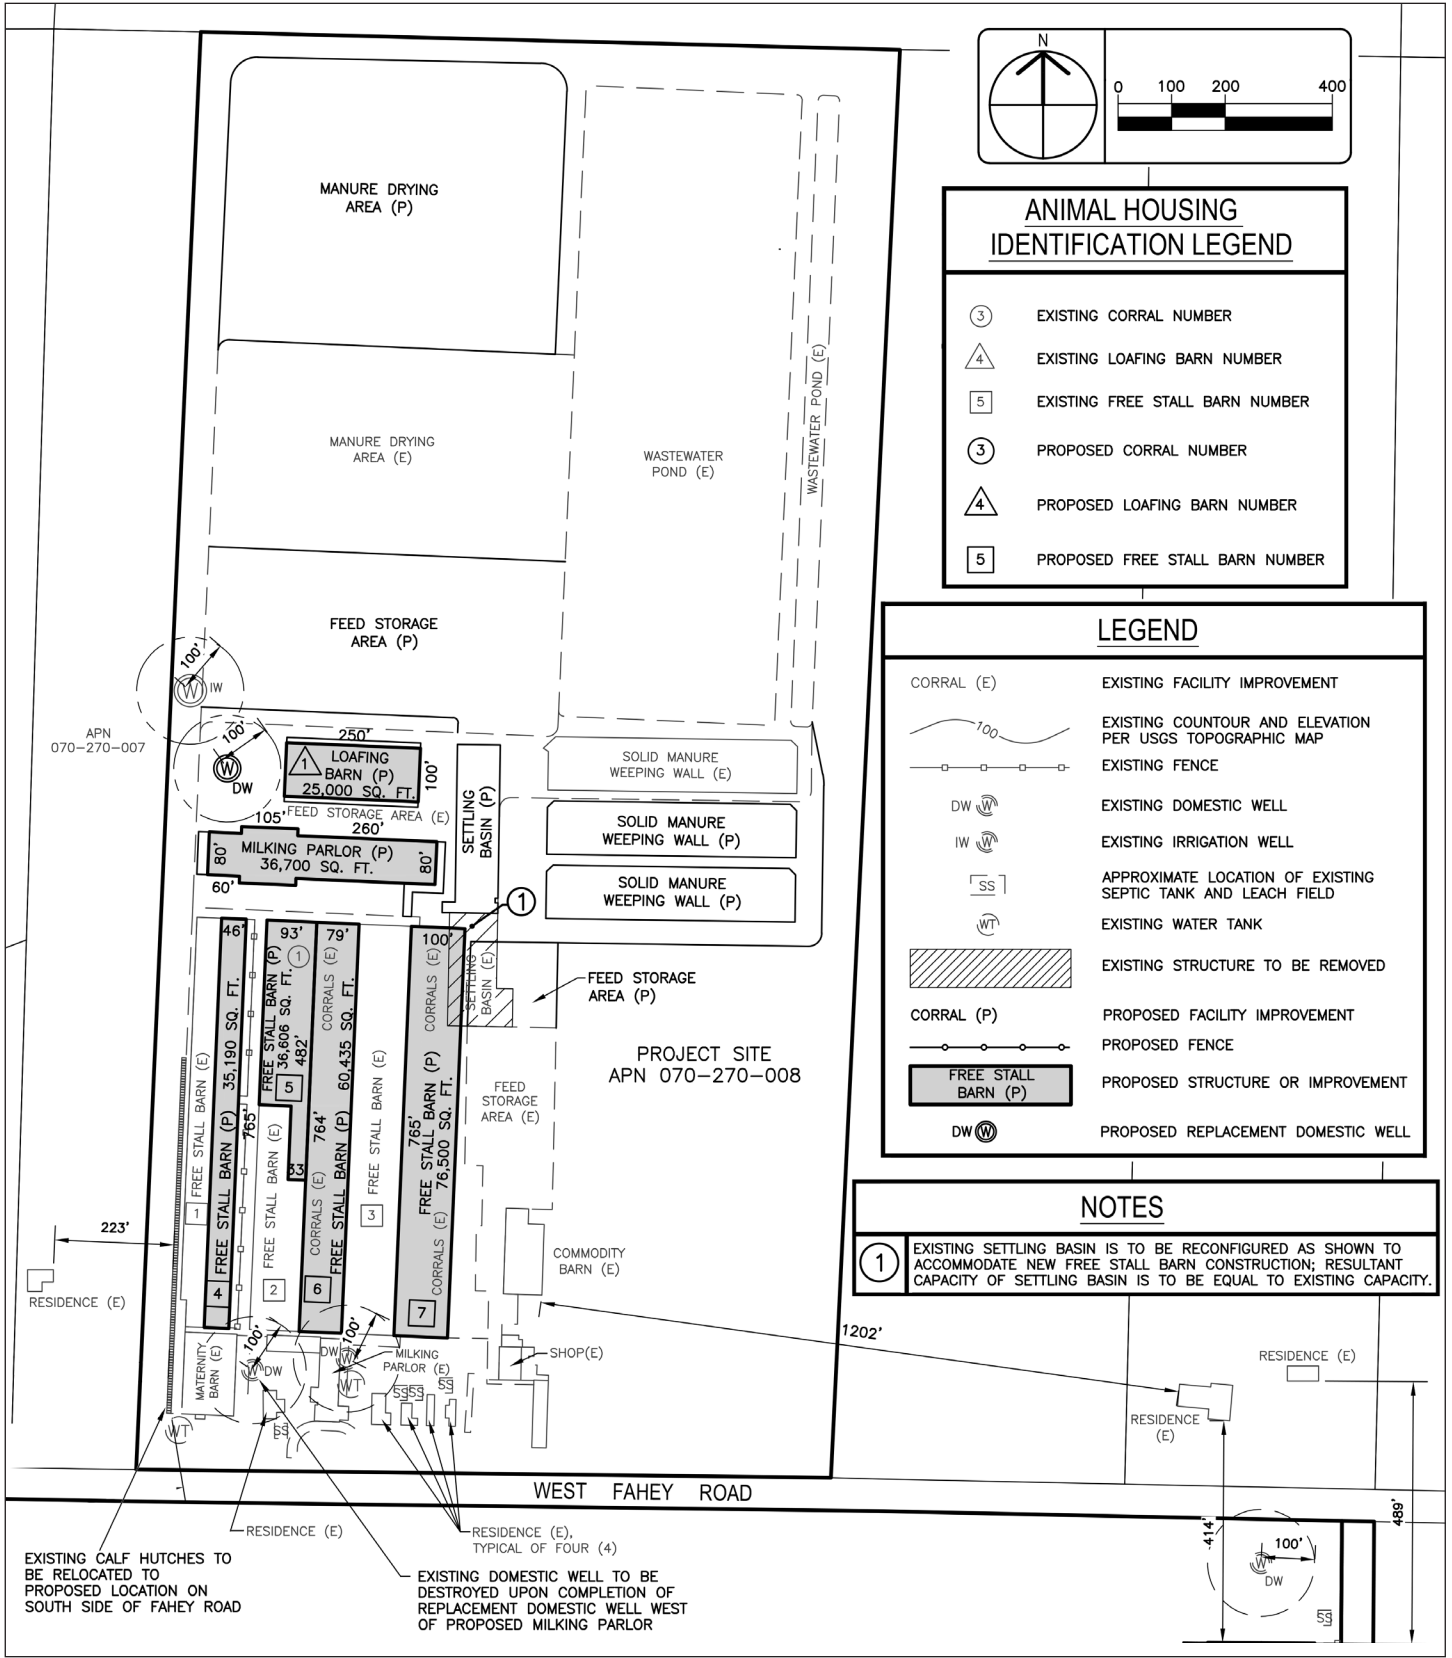 N
0 100 200 400
ANIMAL HOUSING
IDENTIFICATION LEGEND
3 EXISTING CORRAL NUMBER
4 EXISTING LOAFING BARN NUMBER
5 EXISTING FREE STALL BARN NUMBER
3 PROPOSED CORRAL NUMBER
4 PROPOSED LOAFING BARN NUMBER
5 PROPOSED FREE STALL BARN NUMBER
LEGEND
CORRAL (E) EXISTING FACILITY IMPROVEMENT
100 EXISTING COUNTOUR AND ELEVATION
PER USGS TOPOGRAPHIC MAP
EXISTING FENCE
DW W EXISTING DOMESTIC WELL
IW W EXISTING IRRIGATION WELL
SS APPROXIMATE LOCATION OF EXISTING
SEPTIC TANK AND LEACH FIELD
WT EXISTING WATER TANK
EXISTING STRUCTURE TO BE REMOVED
CORRAL (P) PROPOSED FACILITY IMPROVEMENT
PROPOSED FENCE
FREE STALL
BARN (P)
PROPOSED STRUCTURE OR IMPROVEMENT
DW W PROPOSED REPLACEMENT DOMESTIC WELL
NOTES
1 EXISTING SETTLING BASIN IS TO BE RECONFIGURED AS SHOWN TO
ACCOMMODATE NEW FREE STALL BARN CONSTRUCTION; RESULTANT
CAPACITY OF SETTLING BASIN IS TO BE EQUAL TO EXISTING CAPACITY.
MANURE DRYING
AREA (P)
MANURE DRYING
AREA (E)
WASTEWATER
POND (E)
WASTEWATER POND (E)
FEED STORAGE
AREA (P)
100'
W IW
APN
070-270-007
100'
W
DW
250'
1 LOAFING
BARN (P)
25,000 SQ. FT.
100'
FEED STORAGE AREA (E)
SETTLING
BASIN (P)
SOLID MANURE
WEEPING WALL (E)
SOLID MANURE
WEEPING WALL (P)
SOLID MANURE
WEEPING WALL (P)
105'
260'
80'
MILKING PARLOR (P)
36,700 SQ. FT.
80'
60'
1
46'
93'
79'
100'
1 FREE STALL BARN (E)
4 FREE STALL BARN (P) 35,190 SQ. FT.
765'
FREE STALL BARN (P)
36,606 SQ. FT.
1
482'
5
33'
2 FREE STALL BARN (E)
CORRALS (E)
CORRALS (E)
764'
6 FREE STALL BARN (P) 60,435 SQ. FT.
3 FREE STALL BARN (E)
CORRALS (E)
CORRALS (E)
765'
FREE STALL BARN (P)
76,500 SQ. FT.
7
SETTLING
BASIN (E)
FEED STORAGE
AREA (P)
PROJECT SITE
APN 070-270-008
FEED
STORAGE
AREA (E)
COMMODITY
BARN (E)
SHOP(E)
223'
RESIDENCE (E)
MATERNITY
BARN (E)
100'
W DW
100'
DW W
WT
MILKING
PARLOR (E)
SS SS SS
SS
WT
1202'
RESIDENCE (E)
RESIDENCE
(E)
414'
489'
100'
W
DW
SS
WEST FAHEY ROAD
RESIDENCE (E)
RESIDENCE (E),
TYPICAL OF FOUR (4)
EXISTING CALF HUTCHES TO
BE RELOCATED TO
PROPOSED LOCATION ON
SOUTH SIDE OF FAHEY ROAD
EXISTING DOMESTIC WELL TO BE
DESTROYED UPON COMPLETION OF
REPLACEMENT DOMESTIC WELL WEST
OF PROPOSED MILKING PARLOR